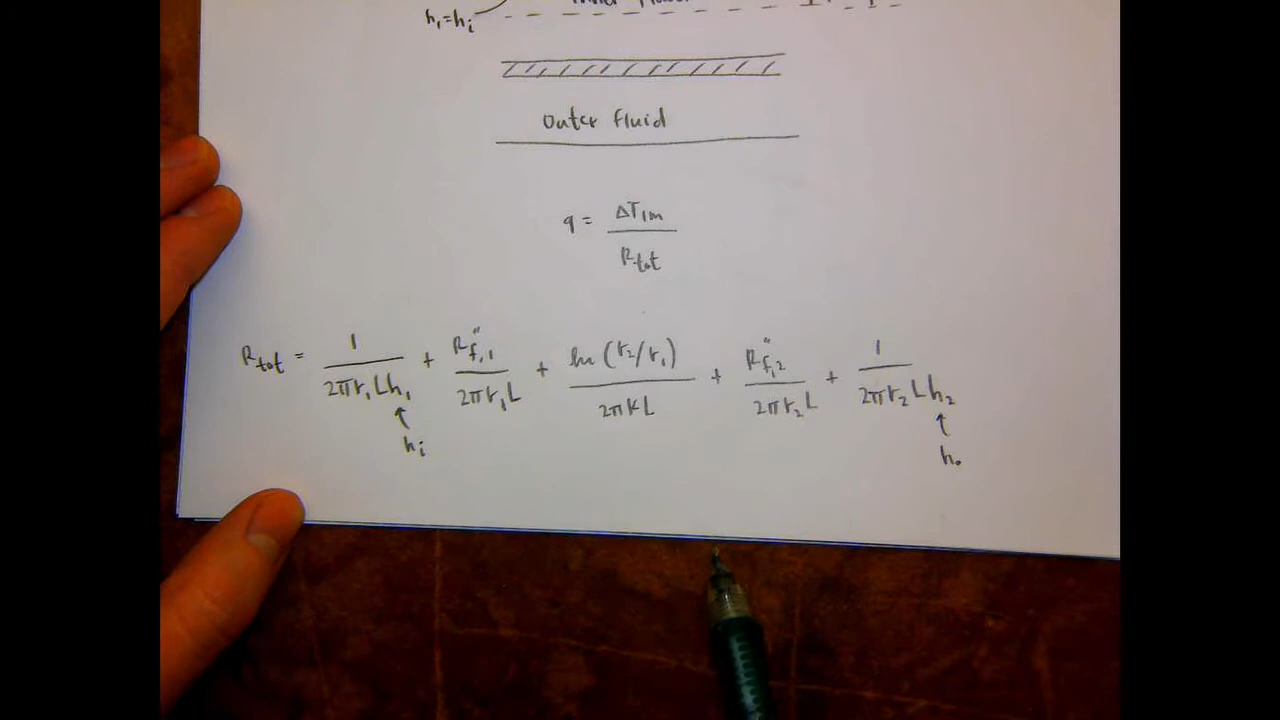 h₁=hᵢ
outer fluid
q = ΔT_lm / R_tot
R_tot = 1/(2πr₁Lh₁) + R″_f,1/(2πr₁L) + ln(r₂/r₁)/(2πkL) + R″_f,2/(2πr₂L) + 1/(2πr₂Lh₂)
↑ ↑
hᵢ hₒ